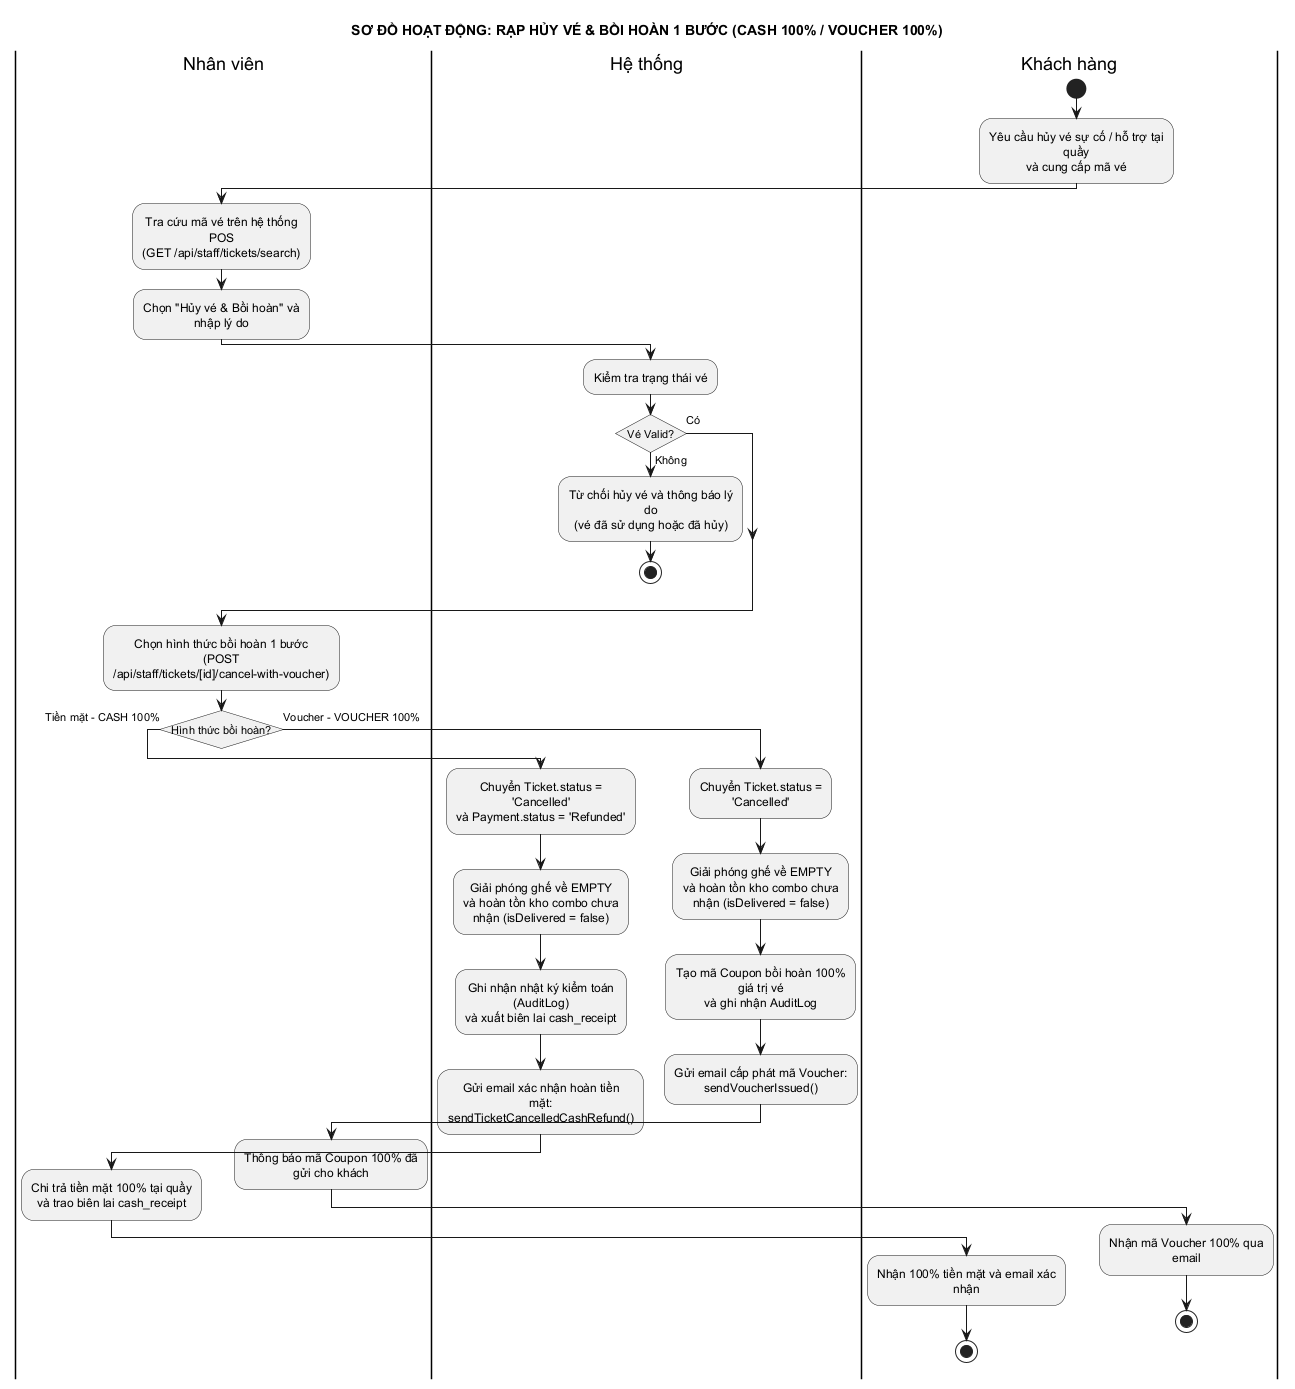 SƠ ĐỒ HOẠT ĐỘNG: RẠP HỦY VÉ & BỒI HOÀN 1 BƯỚC (CASH 100% / VOUCHER 100%)
Nhân viên
Hệ thống
Khách hàng
Yêu cầu hủy vé sự cố / hỗ trợ tại
quầy
và cung cấp mã vé
Tra cứu mã vé trên hệ thống
POS
(GET /api/staff/tickets/search)
Chọn "Hủy vé & Bồi hoàn" và
nhập lý do
Kiểm tra trạng thái vé
Vé Valid?
Có
Không
Từ chối hủy vé và thông báo lý
do
(vé đã sử dụng hoặc đã hủy)
Chọn hình thức bồi hoàn 1 bước
(POST
/api/staff/tickets/[id]/cancel-with-voucher)
Tiền mặt - CASH 100%
Hình thức bồi hoàn?
Voucher - VOUCHER 100%
Chuyển Ticket.status =
'Cancelled'
và Payment.status = 'Refunded'
Chuyển Ticket.status =
'Cancelled'
Giải phóng ghế về EMPTY
và hoàn tồn kho combo chưa
nhận (isDelivered = false)
Giải phóng ghế về EMPTY
và hoàn tồn kho combo chưa
nhận (isDelivered = false)
Ghi nhận nhật ký kiểm toán
(AuditLog)
và xuất biên lai cash_receipt
Tạo mã Coupon bồi hoàn 100%
giá trị vé
và ghi nhận AuditLog
Gửi email xác nhận hoàn tiền
mặt:
sendTicketCancelledCashRefund()
Gửi email cấp phát mã Voucher:
sendVoucherIssued()
Thông báo mã Coupon 100% đã
gửi cho khách
Chi trả tiền mặt 100% tại quầy
và trao biên lai cash_receipt
Nhận mã Voucher 100% qua
email
Nhận 100% tiền mặt và email xác
nhận